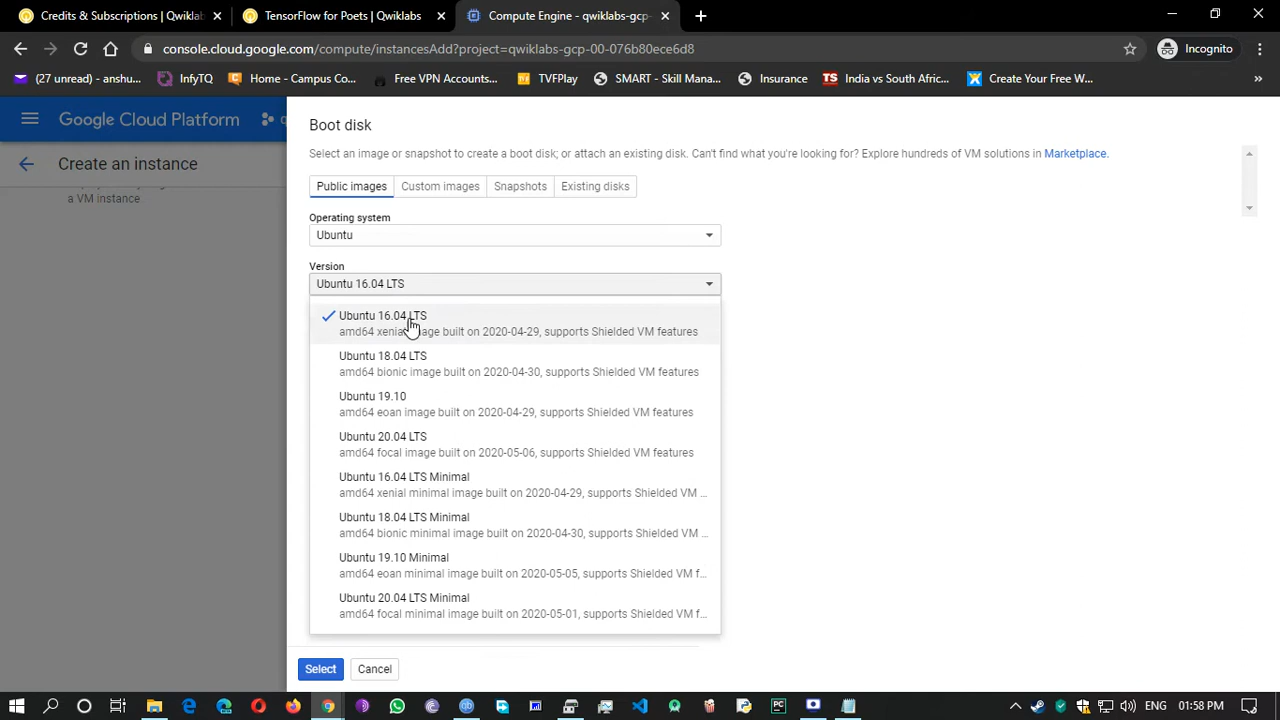 Credits & Subscriptions | Qwiklab
TensorFlow for Poets | Qwiklabs
Compute Engine - qwiklabs-gcp-
console.cloud.google.com/compute/instancesAdd?project=qwiklabs-gcp-00-076b80ece6d8
Incognito
(27 unread) - anshu...
InfyTQ
Home - Campus Co...
Free VPN Accounts...
TVFPlay
SMART - Skill Mana...
Insurance
TS
India vs South Afric...
Create Your Free W...
»
Google Cloud Platform
Create an instance
a VM instance
Boot disk
Select an image or snapshot to create a boot disk; or attach an existing disk. Can't find what you're looking for? Explore hundreds of VM solutions in Marketplace.
Public images
Custom images
Snapshots
Existing disks
Operating system
Ubuntu
Version
Ubuntu 16.04 LTS
Ubuntu 16.04 LTS
amd64 xenial image built on 2020-04-29, supports Shielded VM features
Ubuntu 18.04 LTS
amd64 bionic image built on 2020-04-30, supports Shielded VM features
Ubuntu 19.10
amd64 eoan image built on 2020-04-29, supports Shielded VM features
Ubuntu 20.04 LTS
amd64 focal image built on 2020-05-06, supports Shielded VM features
Ubuntu 16.04 LTS Minimal
amd64 xenial minimal image built on 2020-04-29, supports Shielded VM ...
Ubuntu 18.04 LTS Minimal
amd64 bionic minimal image built on 2020-04-30, supports Shielded VM ...
Ubuntu 19.10 Minimal
amd64 eoan minimal image built on 2020-05-05, supports Shielded VM f...
Ubuntu 20.04 LTS Minimal
amd64 focal minimal image built on 2020-05-01, supports Shielded VM f...
Select
Cancel
ENG
01:58 PM